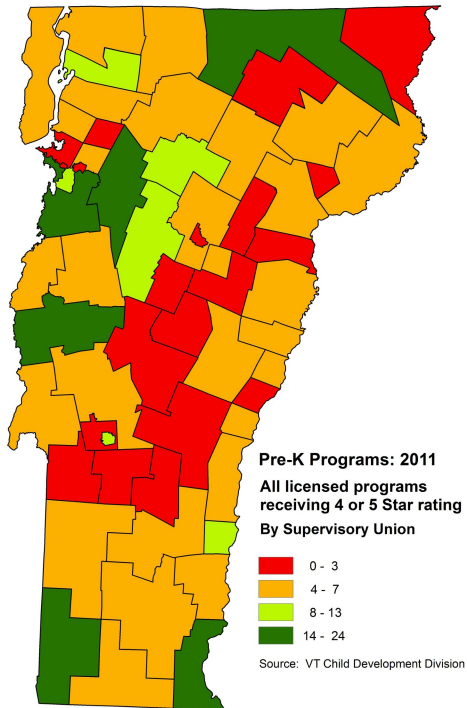 Pre-K Programs: 2011
All licensed programs
receiving 4 or 5 Star rating
By Supervisory Union
0 - 3
4 - 7
8 - 13
14 - 24
Source: VT Child Development Division